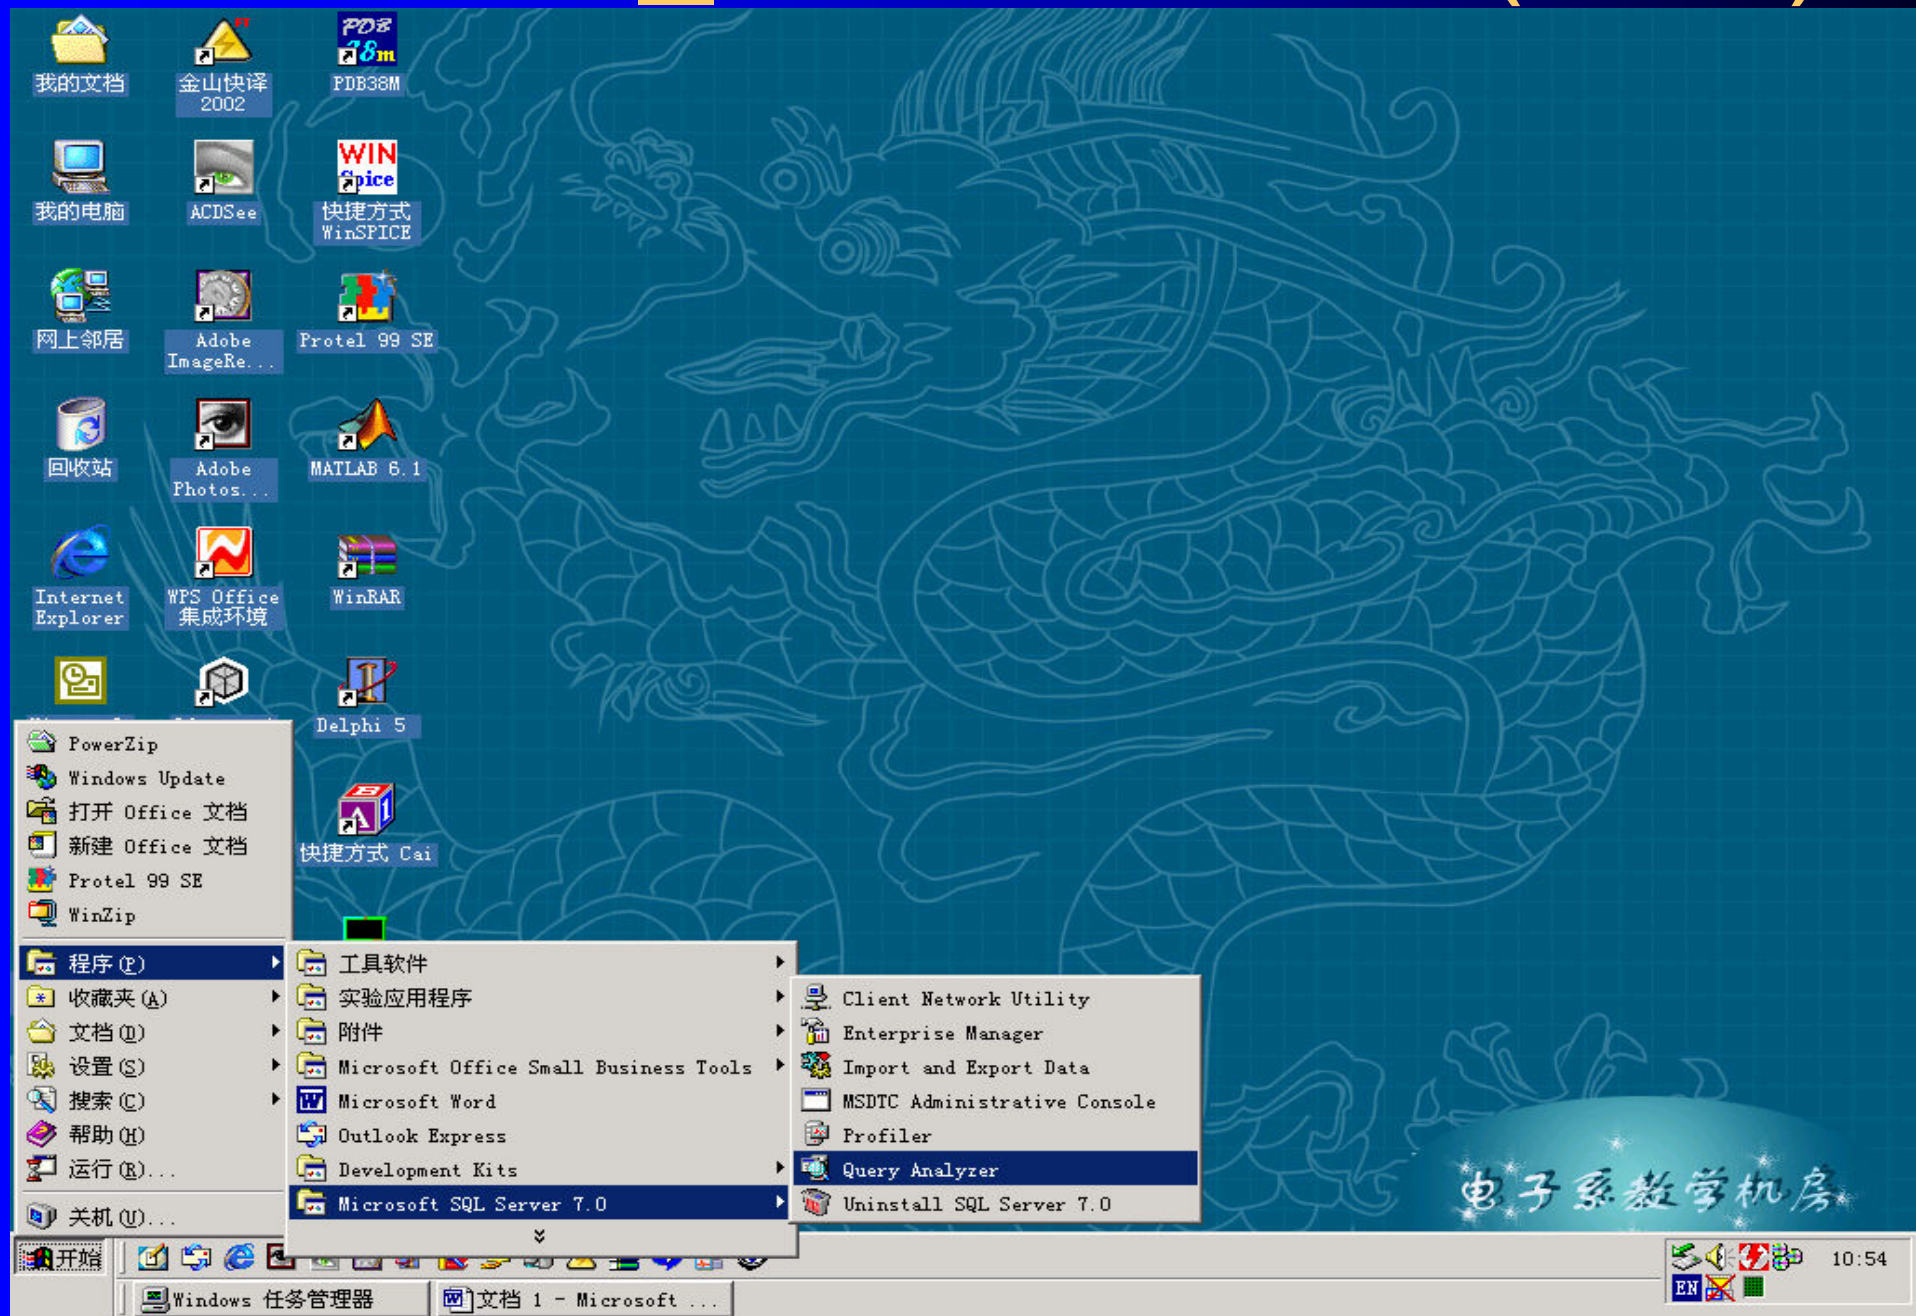 我的文档
金山快译
2002
PDB
38m
PDB38M
我的电脑
ACDSee
WIN
Spice
快捷方式
WinSPICE
网上邻居
Adobe
ImageRe...
Protel 99 SE
回收站
Adobe
Photos...
MATLAB 6.1
Internet
Explorer
WPS Office
集成环境
WinRAR
Delphi 5
快捷方式 Cai
PowerZip
Windows Update
打开 Office 文档
新建 Office 文档
Protel 99 SE
WinZip
程序(P)
收藏夹(A)
文档(D)
设置(S)
搜索(C)
帮助(H)
运行(R)...
关机(U)...
工具软件
实验应用程序
附件
Microsoft Office Small Business Tools
Microsoft Word
Outlook Express
Development Kits
Microsoft SQL Server 7.0
Client Network Utility
Enterprise Manager
Import and Export Data
MSDTC Administrative Console
Profiler
Query Analyzer
Uninstall SQL Server 7.0
电子系教学机房
开始
10:54
EN
Windows 任务管理器
文档 1 - Microsoft ...